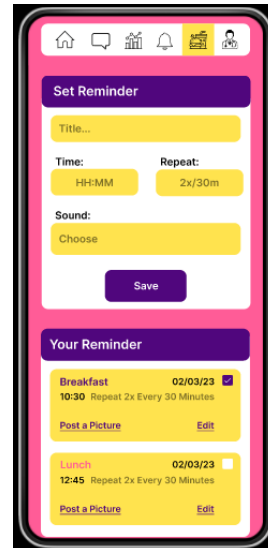 Set Reminder
Title...
Time: Repeat:
HH:MM 2x/30m
Sound:
Choose
Save
Your Reminder
Breakfast 02/03/23
10:30 Repeat 2x Every 30 Minutes
Post a Picture Edit
Lunch 02/03/23
12:45 Repeat 2x Every 30 Minutes
Post a Picture Edit